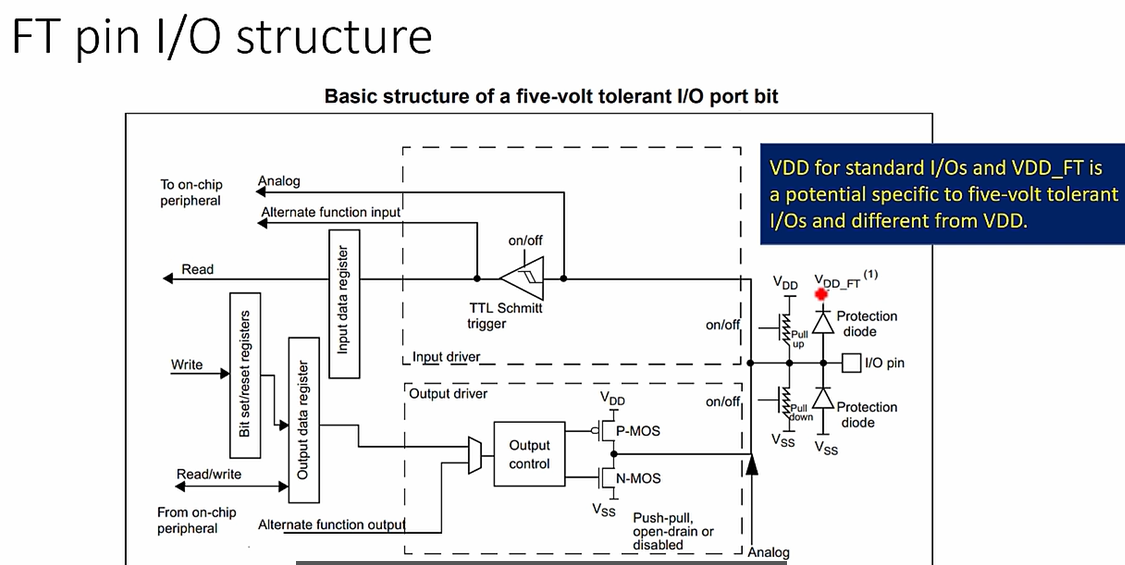 FT pin I/O structure
Basic structure of a five-volt tolerant I/O port bit
VDD for standard I/Os and VDD_FT is
a potential specific to five-volt tolerant
I/Os and different from VDD.
To on-chip
peripheral
Analog
Alternate function input
on/off
Read
TTL Schmitt
trigger
Input data register
Input driver
on/off
VDD
VDD_FT (1)
Pull
up
Protection
diode
I/O pin
Write
Bit set/reset registers
Output data register
Read/write
From on-chip
peripheral
Alternate function output
Output driver
Output
control
VDD
P-MOS
N-MOS
VSS
Push-pull,
open-drain or
disabled
on/off
Pull
down
VSS
Protection
diode
VSS
Analog